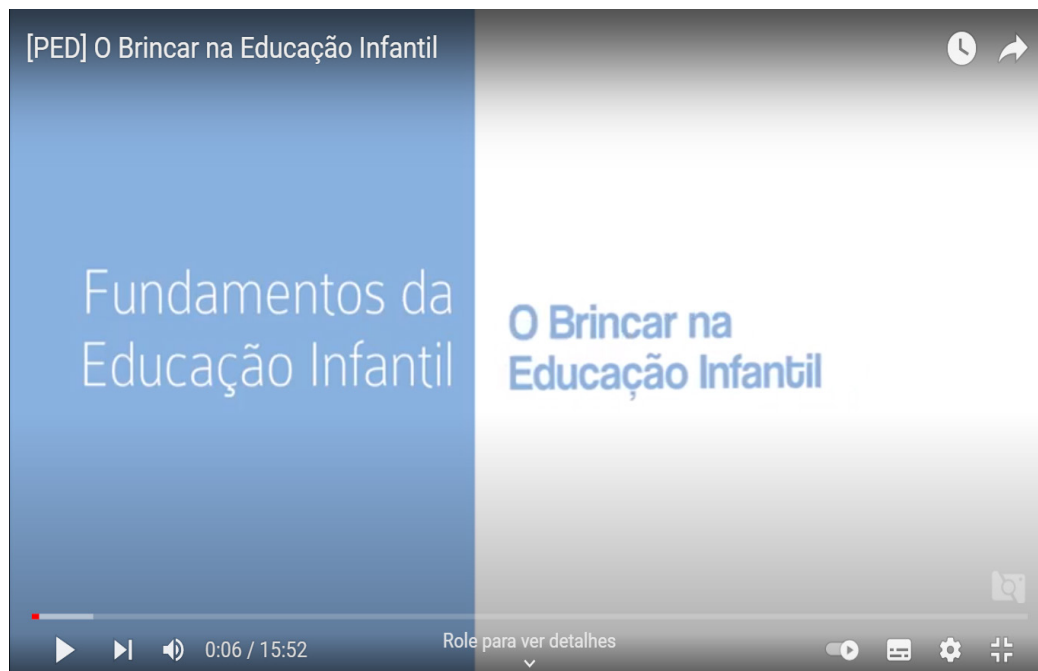 [PED] O Brincar na Educação Infantil
Fundamentos da
Educação Infantil
O Brincar na
Educação Infantil
0:06 / 15:52
Role para ver detalhes